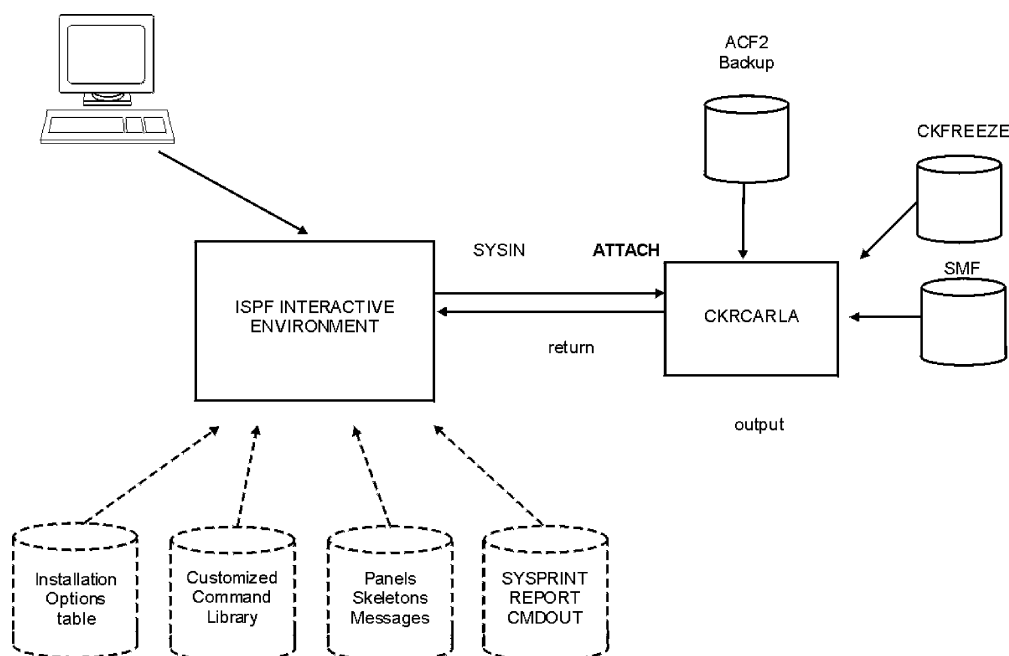 ACF2
Backup
CKFREEZE
SYSIN
ATTACH
SMF
ISPF INTERACTIVE
ENVIRONMENT
CKRCARLA
return
output
Installation
Options
table
Customized
Command
Library
Panels
Skeletons
Messages
SYSPRINT
REPORT
CMDOUT